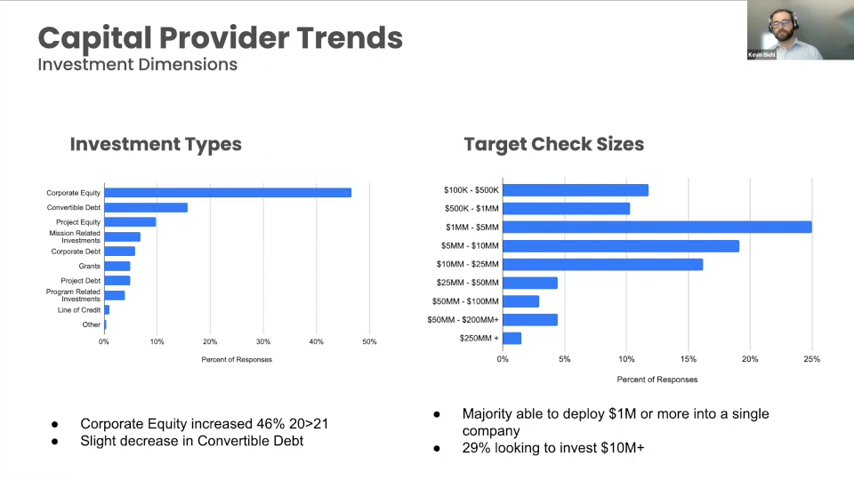 Capital Provider Trends
Investment Dimensions
Kevin Biehl
Investment Types
Corporate Equity
Convertible Debt
Project Equity
Mission Related
Investments
Corporate Debt
Grants
Project Debt
Program Related
Investments
Line of Credit
Other
0% 10% 20% 30% 40% 50%
Percent of Responses
Target Check Sizes
$100K - $500K
$500K - $1MM
$1MM - $5MM
$5MM - $10MM
$10MM - $25MM
$25MM - $50MM
$50MM - $100MM
$50MM - $200MM+
$250MM +
0% 5% 10% 15% 20% 25%
Percent of Responses
● Corporate Equity increased 46% 20>21
● Slight decrease in Convertible Debt
● Majority able to deploy $1M or more into a single
company
● 29% looking to invest $10M+